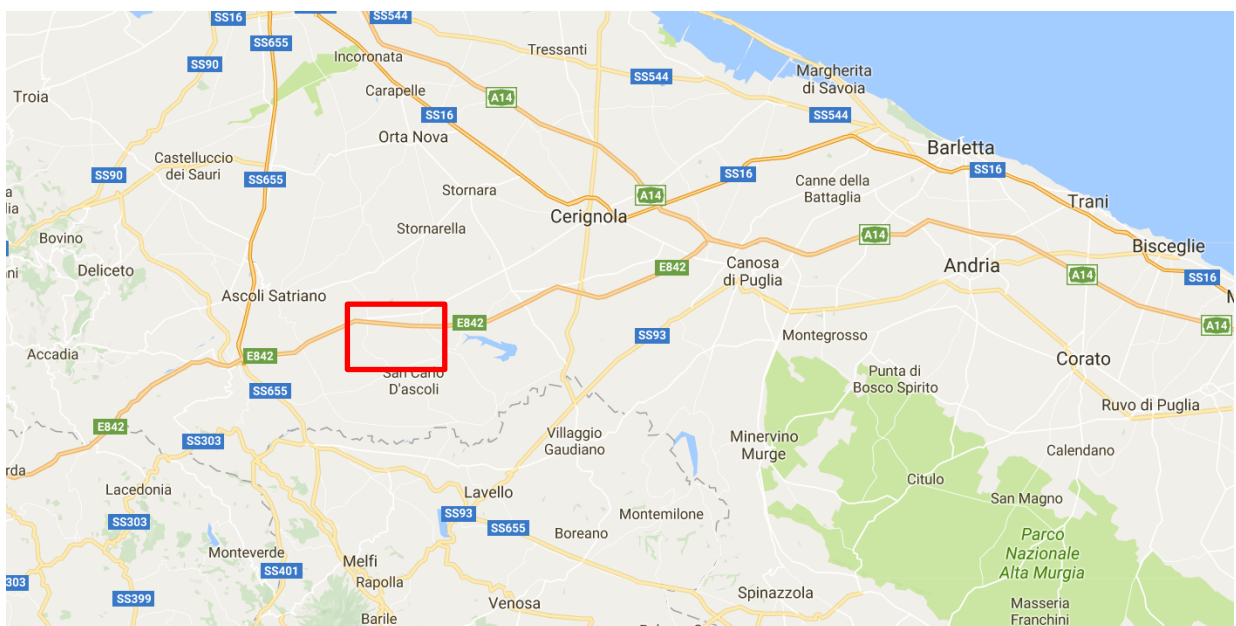 SS16
SS544
SS655
Tressanti
Incoronata
SS90
Margherita
di Savoia
SS544
Troia
Carapelle
A14
SS16
SS544
Orta Nova
Barletta
Castelluccio
dei Sauri
SS90
SS655
SS16
SS16
Canne della
Battaglia
Stornara
A14
Trani
Cerignola
Stornarella
A14
Bovino
Bisceglie
Deliceto
E842
Canosa
di Puglia
Andria
A14
SS16
Ascoli Satriano
E842
A14
SS93
Montegrosso
Accadia
E842
Corato
San Carlo
D'ascoli
Punta di
Bosco Spirito
SS655
Ruvo di Puglia
E842
SS303
Villaggio
Gaudiano
Minervino
Murge
Calendano
Citulo
Lacedonia
Lavello
San Magno
SS303
SS93
SS655
Montemilone
Boreano
Parco
Nazionale
Alta Murgia
Monteverde
Melfi
SS401
Rapolla
303
SS399
Venosa
Spinazzola
Barile
Masseria
Franchini